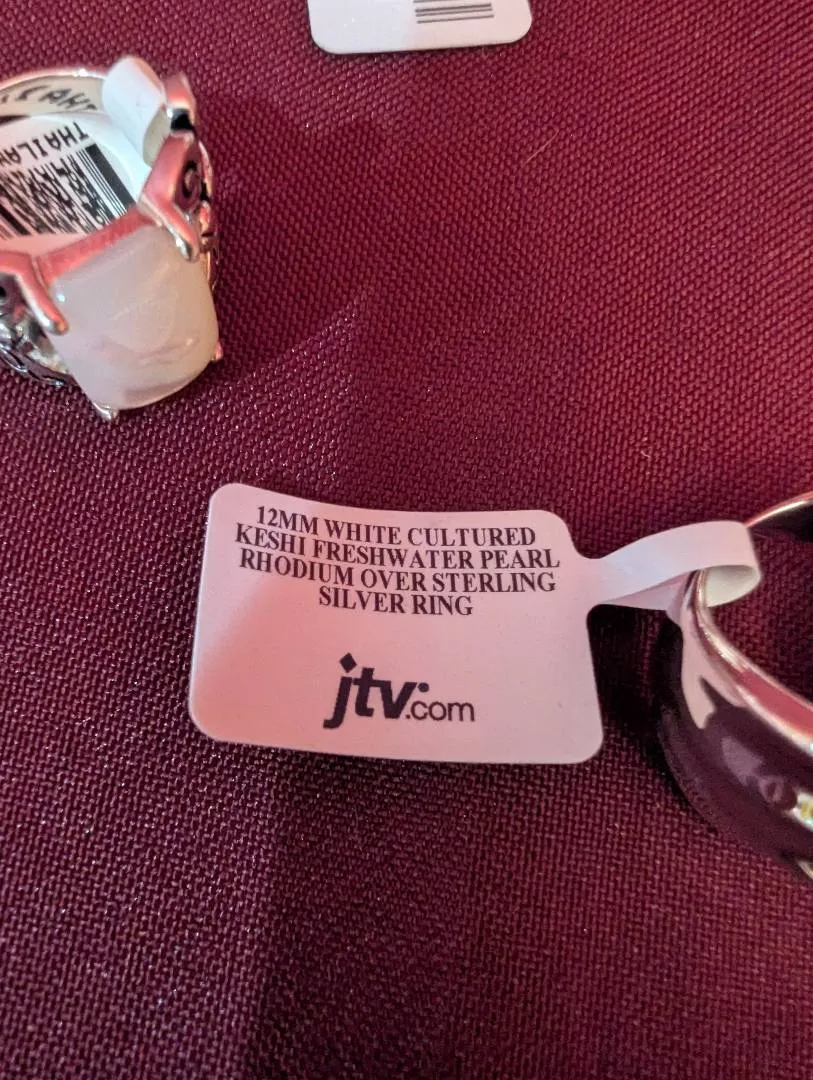 12MM WHITE CULTURED
KESHI FRESHWATER PEARL
RHODIUM OVER STERLING
SILVER RING
jtv.com